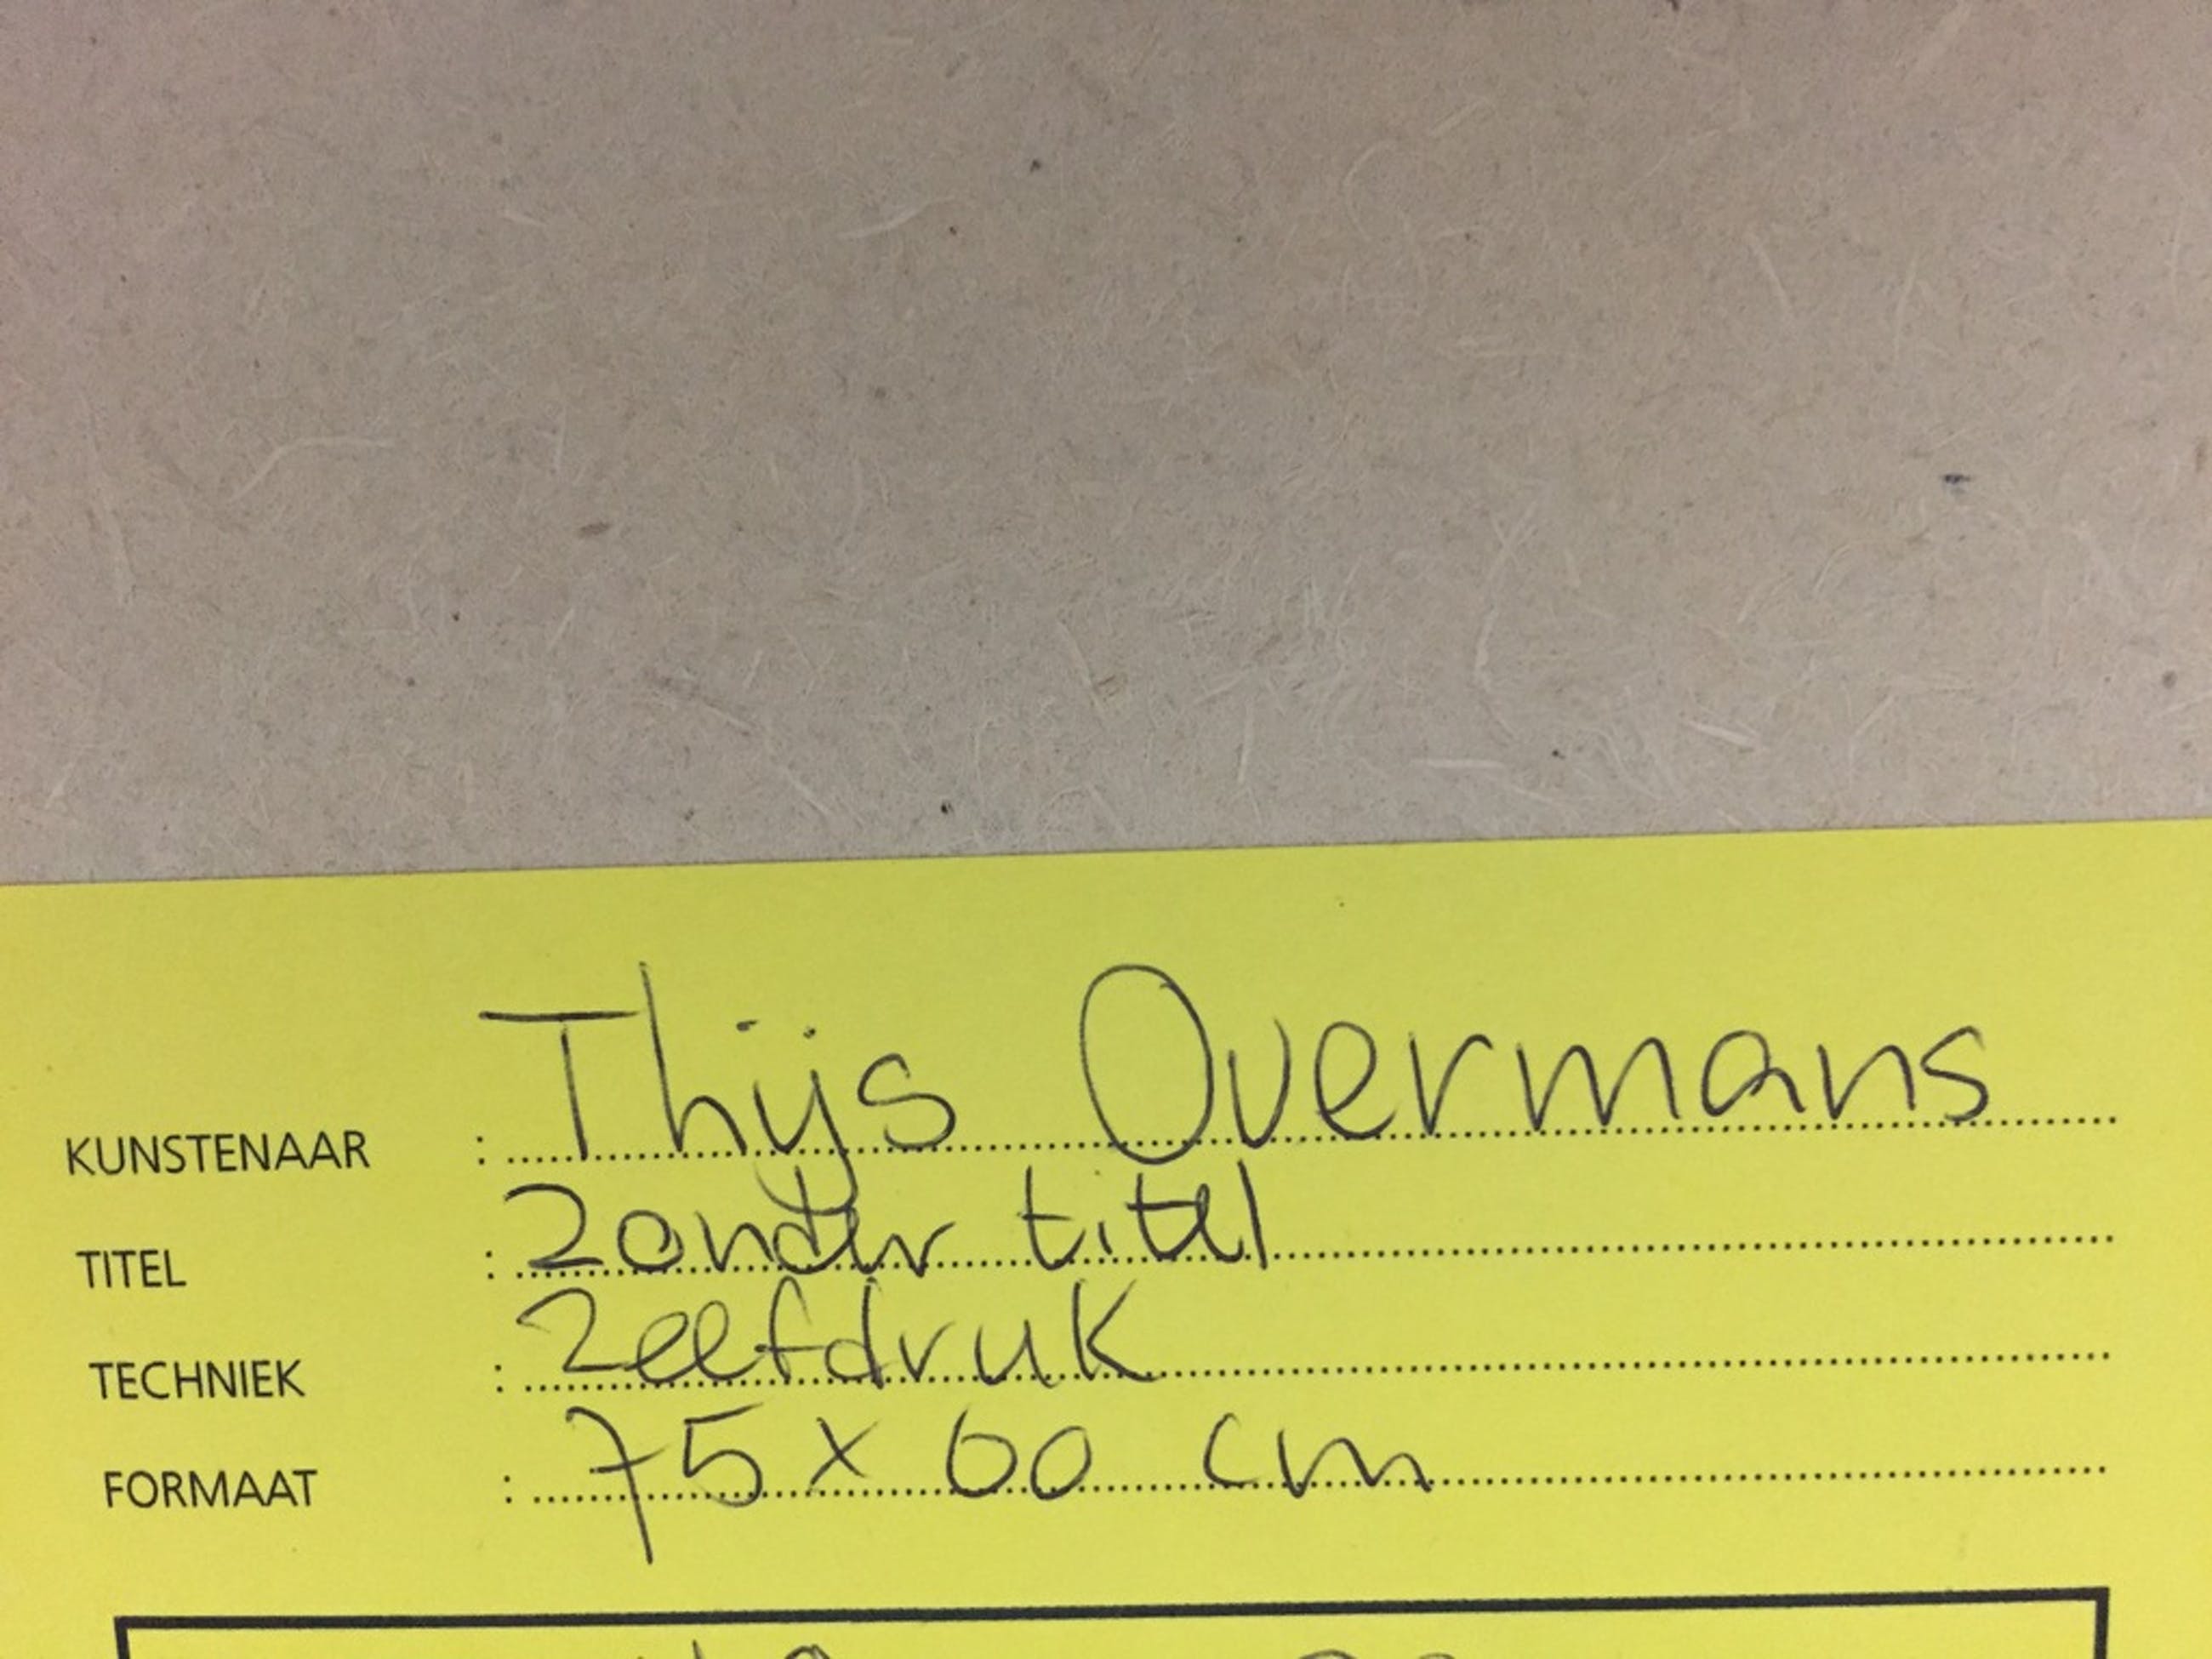 KUNSTENAAR : Thijs Overmans
TITEL : Zonder titel
TECHNIEK : Zeefdruk
FORMAAT : 75 x 60 cm